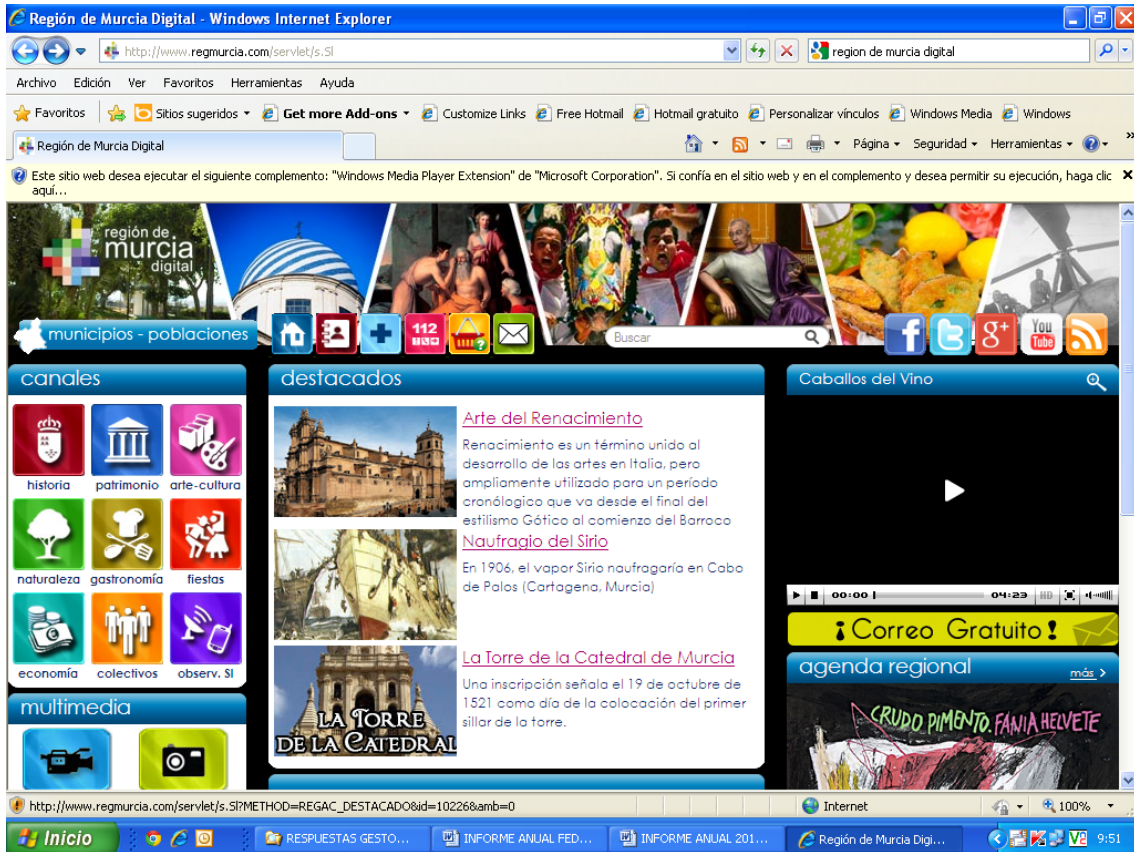 Región de Murcia Digital - Windows Internet Explorer
http://www.regmurcia.com/servlet/s.Sl
region de murcia digital
Archivo Edición Ver Favoritos Herramientas Ayuda
Favoritos Sitios sugeridos Get more Add-ons Customize Links Free Hotmail Hotmail gratuito Personalizar vínculos Windows Media Windows
Región de Murcia Digital
Página Seguridad Herramientas
Este sitio web desea ejecutar el siguiente complemento: "Windows Media Player Extension" de "Microsoft Corporation". Si confía en el sitio web y en el complemento y desea permitir su ejecución, haga clic
aquí...
región de
murcia
digital
municipios - poblaciones
112
Buscar
f
t
g+
You
Tube
canales
historia patrimonio arte-cultura
naturaleza gastronomía fiestas
economía colectivos observ. SI
multimedia
destacados
Arte del Renacimiento
Renacimiento es un término unido al
desarrollo de las artes en Italia, pero
ampliamente utilizado para un período
cronólogico que va desde el final del
estilismo Gótico al comienzo del Barroco
Naufragio del Sirio
En 1906, el vapor Sirio naufragaría en Cabo
de Palos (Cartagena, Murcia)
LA TORRE
DE LA CATEDRAL
La Torre de la Catedral de Murcia
Una inscripción señala el 19 de octubre de
1521 como día de la colocación del primer
sillar de la torre.
Caballos del Vino
00:00 04:23 HD
¡Correo Gratuito!
agenda regional
más >
CRUDO PIMENTO. FANIA HELVETE
http://www.regmurcia.com/servlet/s.Sl?METHOD=REGAC_DESTACADO&id=10226&amb=0
Internet
100%
Inicio
RESPUESTAS GESTO...
INFORME ANUAL FED...
INFORME ANUAL 201...
Región de Murcia Digi...
9:51